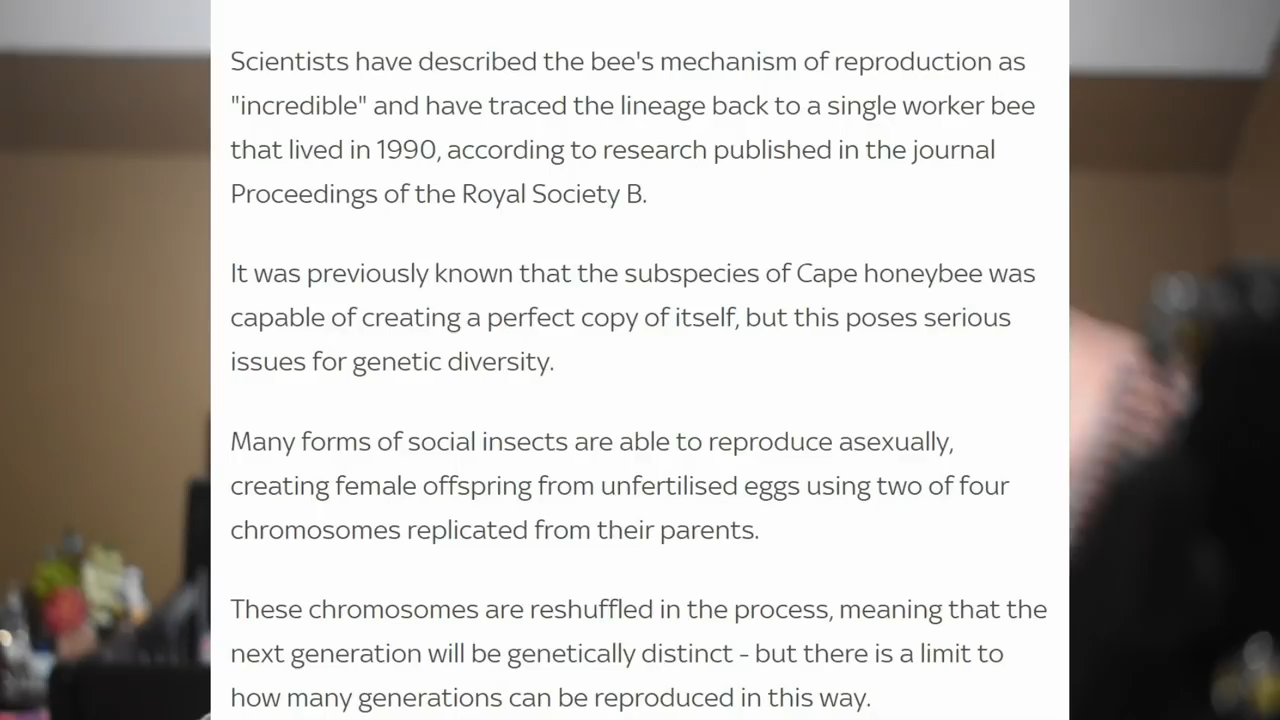 Scientists have described the bee's mechanism of reproduction as
"incredible" and have traced the lineage back to a single worker bee
that lived in 1990, according to research published in the journal
Proceedings of the Royal Society B.
It was previously known that the subspecies of Cape honeybee was
capable of creating a perfect copy of itself, but this poses serious
issues for genetic diversity.
Many forms of social insects are able to reproduce asexually,
creating female offspring from unfertilised eggs using two of four
chromosomes replicated from their parents.
These chromosomes are reshuffled in the process, meaning that the
next generation will be genetically distinct - but there is a limit to
how many generations can be reproduced in this way.